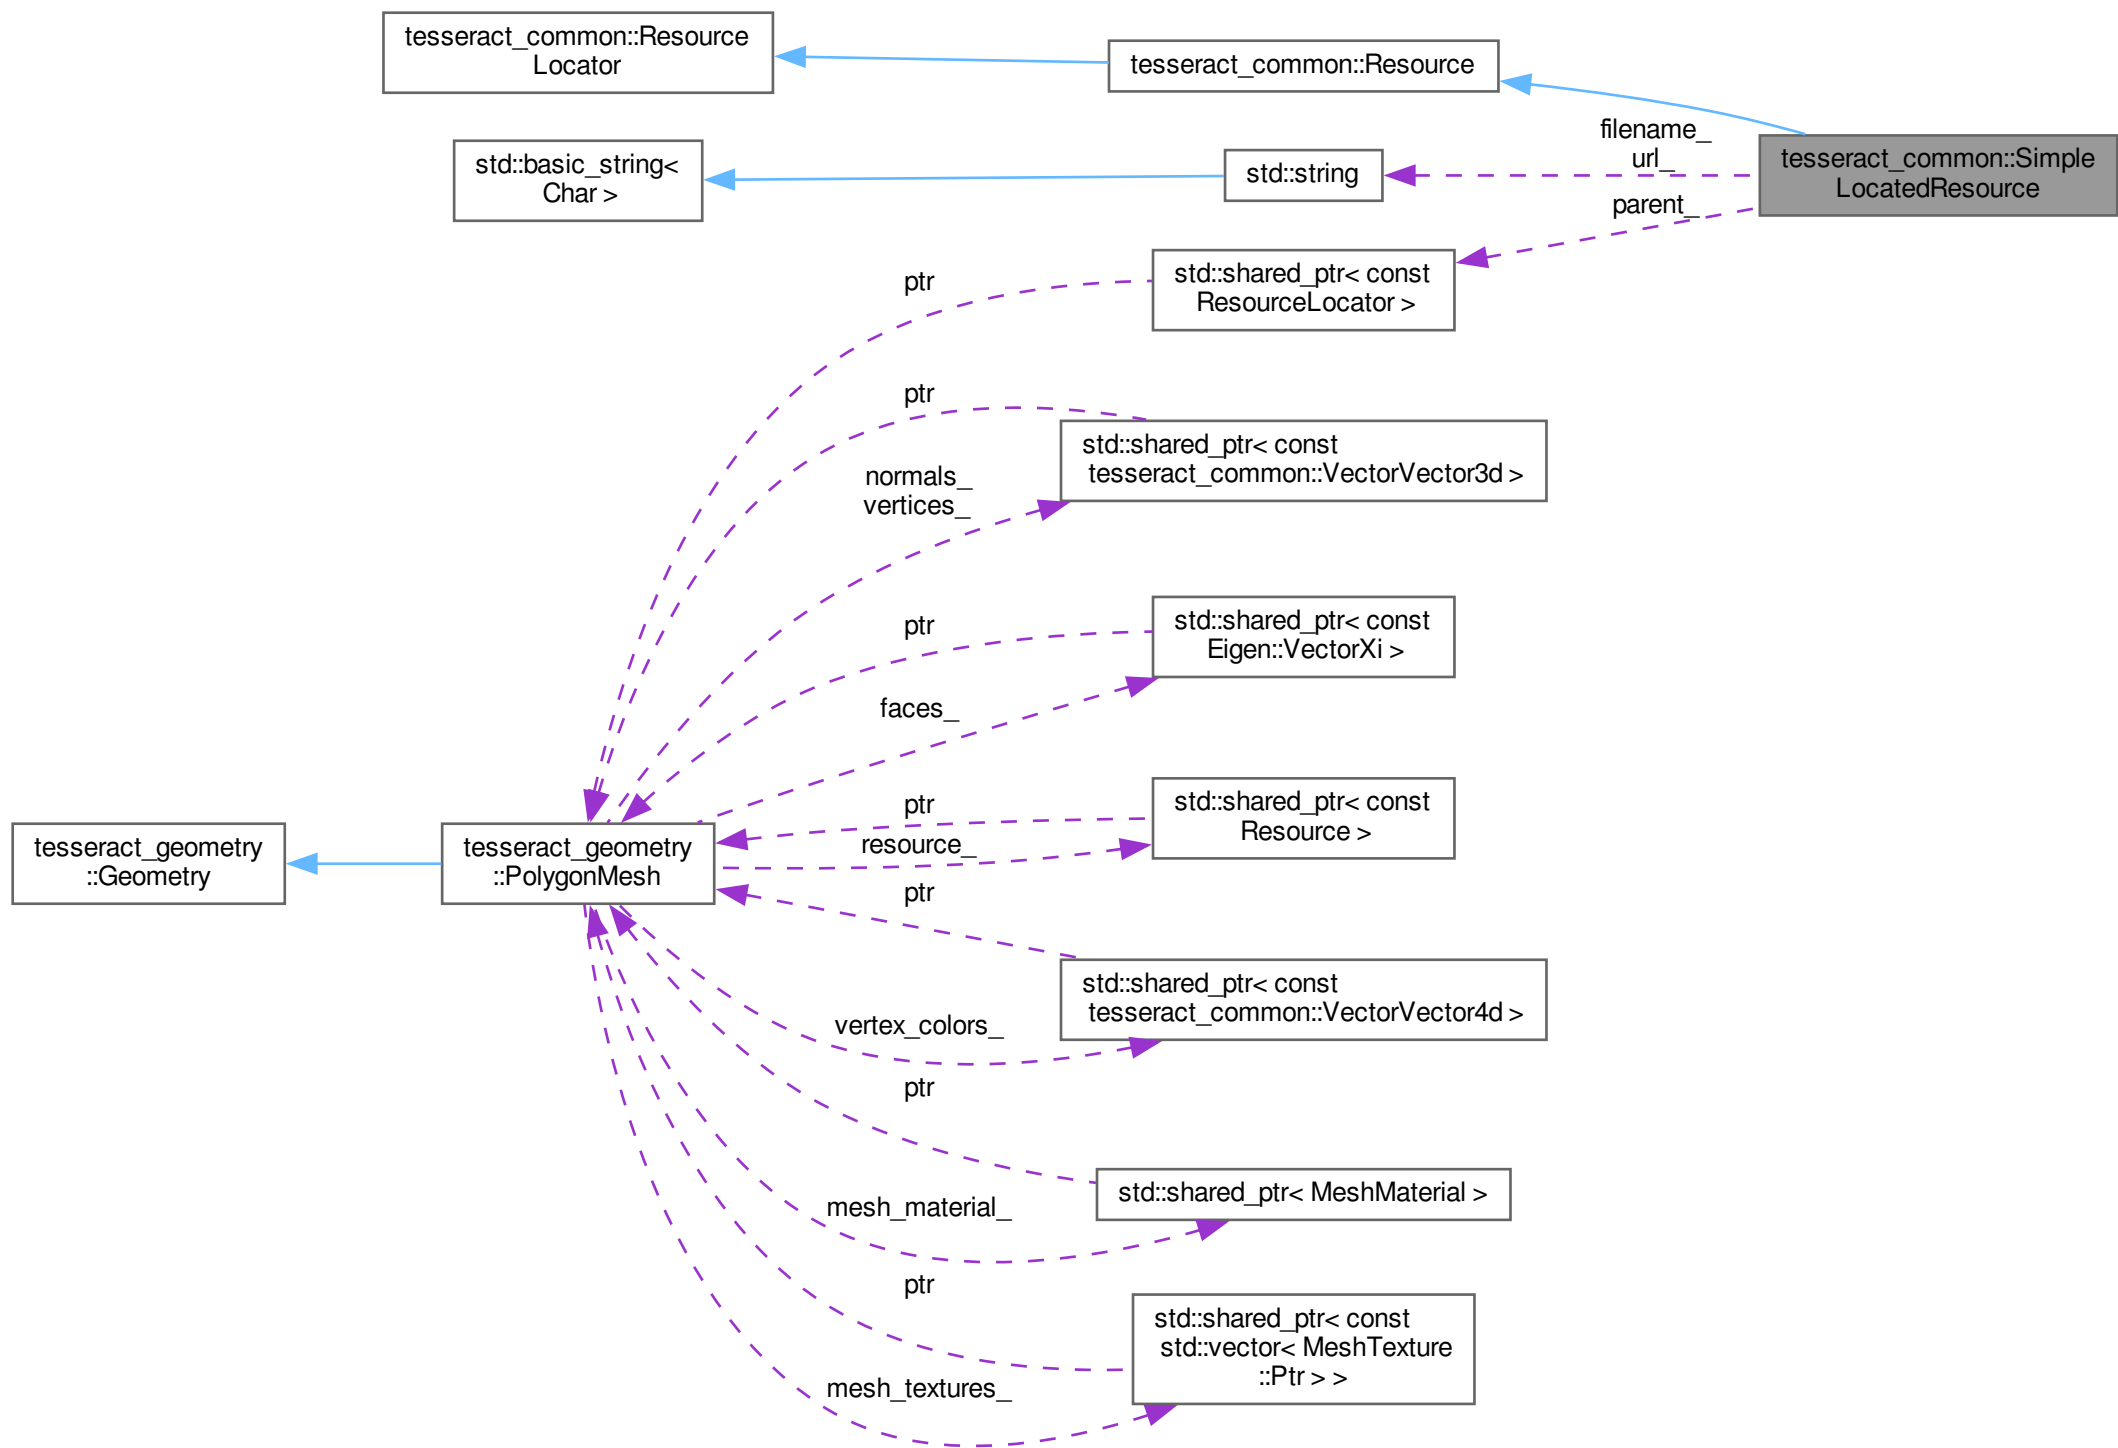 tesseract_common::Resource
Locator
tesseract_common::Resource
filename_
url_
tesseract_common::Simple
LocatedResource
std::basic_string<
Char >
std::string
parent_
std::shared_ptr< const
ResourceLocator >
ptr
ptr
std::shared_ptr< const
tesseract_common::VectorVector3d >
normals_
vertices_
std::shared_ptr< const
Eigen::VectorXi >
ptr
faces_
std::shared_ptr< const
Resource >
ptr
resource_
tesseract_geometry
::Geometry
tesseract_geometry
::PolygonMesh
ptr
std::shared_ptr< const
tesseract_common::VectorVector4d >
vertex_colors_
ptr
std::shared_ptr< MeshMaterial >
mesh_material_
ptr
std::shared_ptr< const
std::vector< MeshTexture
::Ptr > >
mesh_textures_